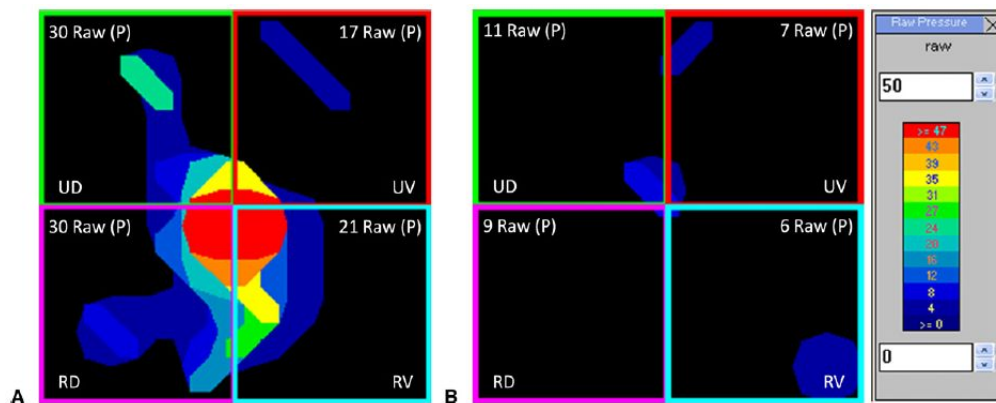 30 Raw (P)
17 Raw (P)
UD
UV
30 Raw (P)
21 Raw (P)
RD
RV
A
11 Raw (P)
7 Raw (P)
UD
UV
9 Raw (P)
6 Raw (P)
RD
RV
B
Raw Pressure
raw
50
>= 47
43
39
35
31
27
24
20
16
12
8
4
>= 0
0